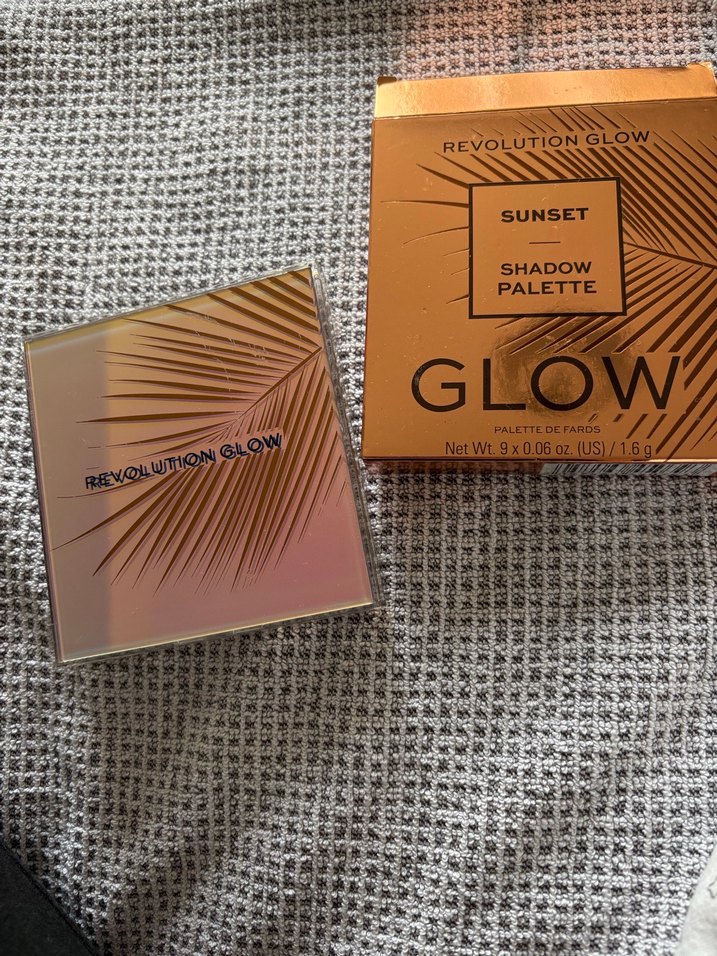 REVOLUTION GLOW
SUNSET
SHADOW
PALETTE
GLOW
PALETTE DE FARDS
Net Wt. 9 x 0.06 oz. (US) / 1.6 g
REVOLUTION GLOW